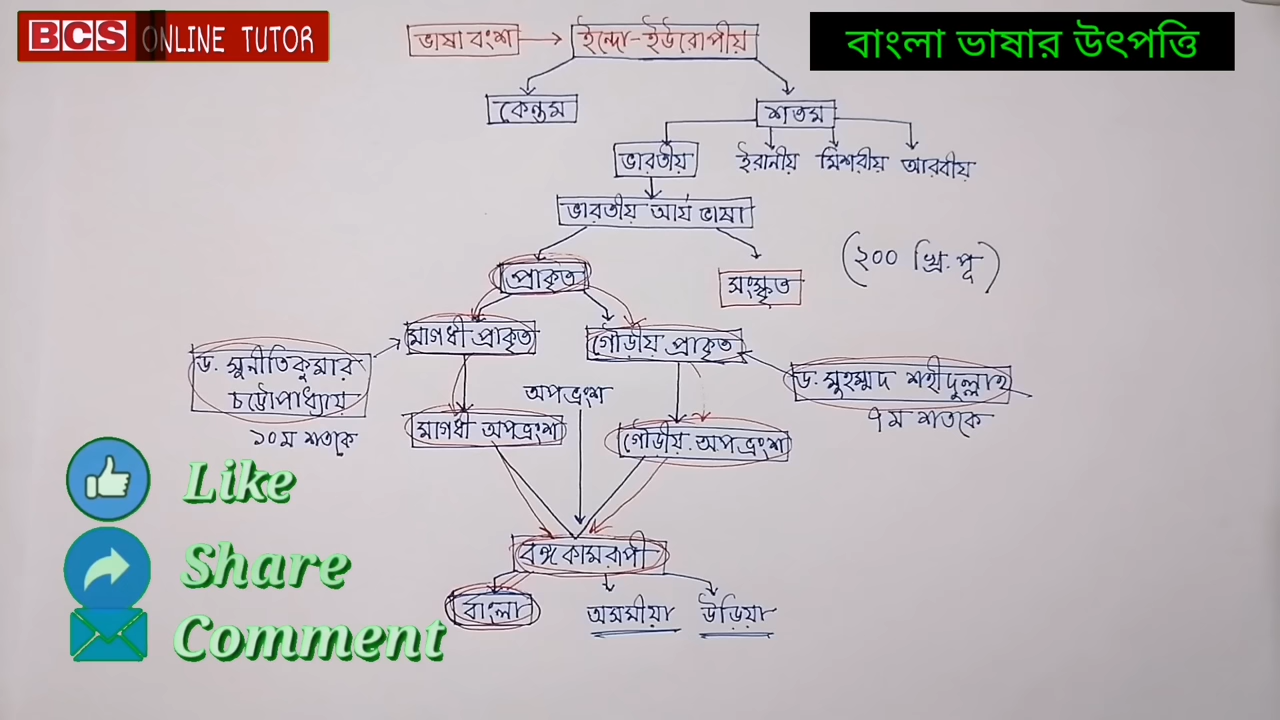 BCS ONLINE TUTOR
বাংলা ভাষার উৎপত্তি
ভাষা বংশ
ইন্দো-ইউরোপীয়
কেন্তম
শতম
ভারতীয়
ইরানীয়
মিশরীয়
আরবীয়
ভারতীয় আর্য ভাষা
প্রাকৃত
সংস্কৃত
(২০০ খ্রি. পূ)
মাগধী প্রাকৃত
গৌড়ীয় প্রাকৃত
ড. সুনীতিকুমার
চট্টোপাধ্যায়
১০ম শতকে
ড. মুহম্মদ শহীদুল্লাহ
৭ম শতকে
অপভ্রংশ
মাগধী অপভ্রংশ
গৌড়ীয়. অপভ্রংশ
বঙ্গকামরূপী
বাংলা
অসমীয়া
উড়িয়া
Like
Share
Comment